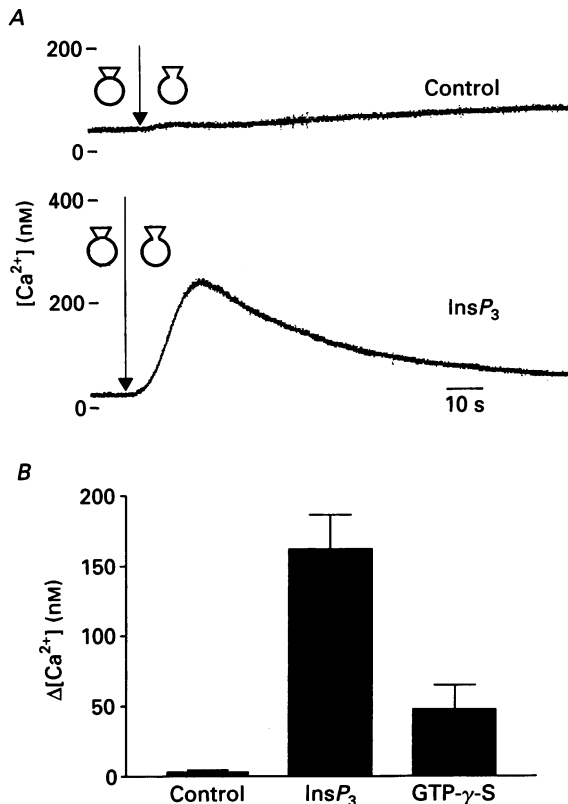 A
200 –
Control
0 –
400 –
[Ca²⁺] (nM)
200 –
InsP₃
0 –
10 s
B
200
150
Δ[Ca²⁺] (nM)
100
50
0
Control InsP₃ GTP-γ-S